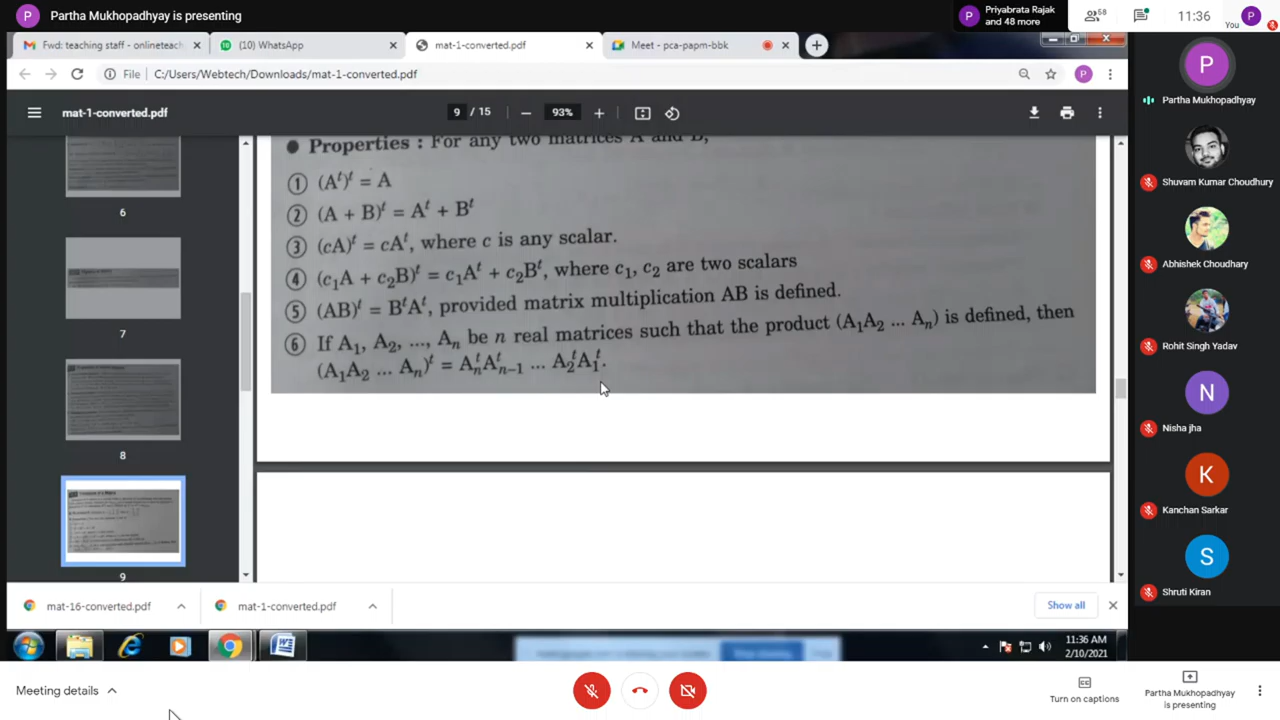 P Partha Mukhopadhyay is presenting
P Priyabrata Rajak and 48 more
58
11:36
You
P
Fwd: teaching staff - onlineteach
(10) WhatsApp
mat-1-converted.pdf
Meet - pca-papm-bbk
File C:/Users/Webtech/Downloads/mat-1-converted.pdf
P
mat-1-converted.pdf
9 / 15
93%
6
7
8
9
Properties : For any two matrices A and B,
① (Aᵗ)ᵗ = A
② (A + B)ᵗ = Aᵗ + Bᵗ
③ (cA)ᵗ = cAᵗ, where c is any scalar.
④ (c₁A + c₂B)ᵗ = c₁Aᵗ + c₂Bᵗ, where c₁, c₂ are two scalars
⑤ (AB)ᵗ = BᵗAᵗ, provided matrix multiplication AB is defined.
⑥ If A₁, A₂, ..., Aₙ be n real matrices such that the product (A₁A₂ ... Aₙ) is defined, then
(A₁A₂ ... Aₙ)ᵗ = AₙᵗAₙ₋₁ᵗ ... A₂ᵗA₁ᵗ.
mat-16-converted.pdf
mat-1-converted.pdf
Show all
11:36 AM
2/10/2021
P
Partha Mukhopadhyay
Shuvam Kumar Choudhury
Abhishek Choudhary
Rohit Singh Yadav
N
Nisha jha
K
Kanchan Sarkar
S
Shruti Kiran
Meeting details
Turn on captions
Partha Mukhopadhyay
is presenting